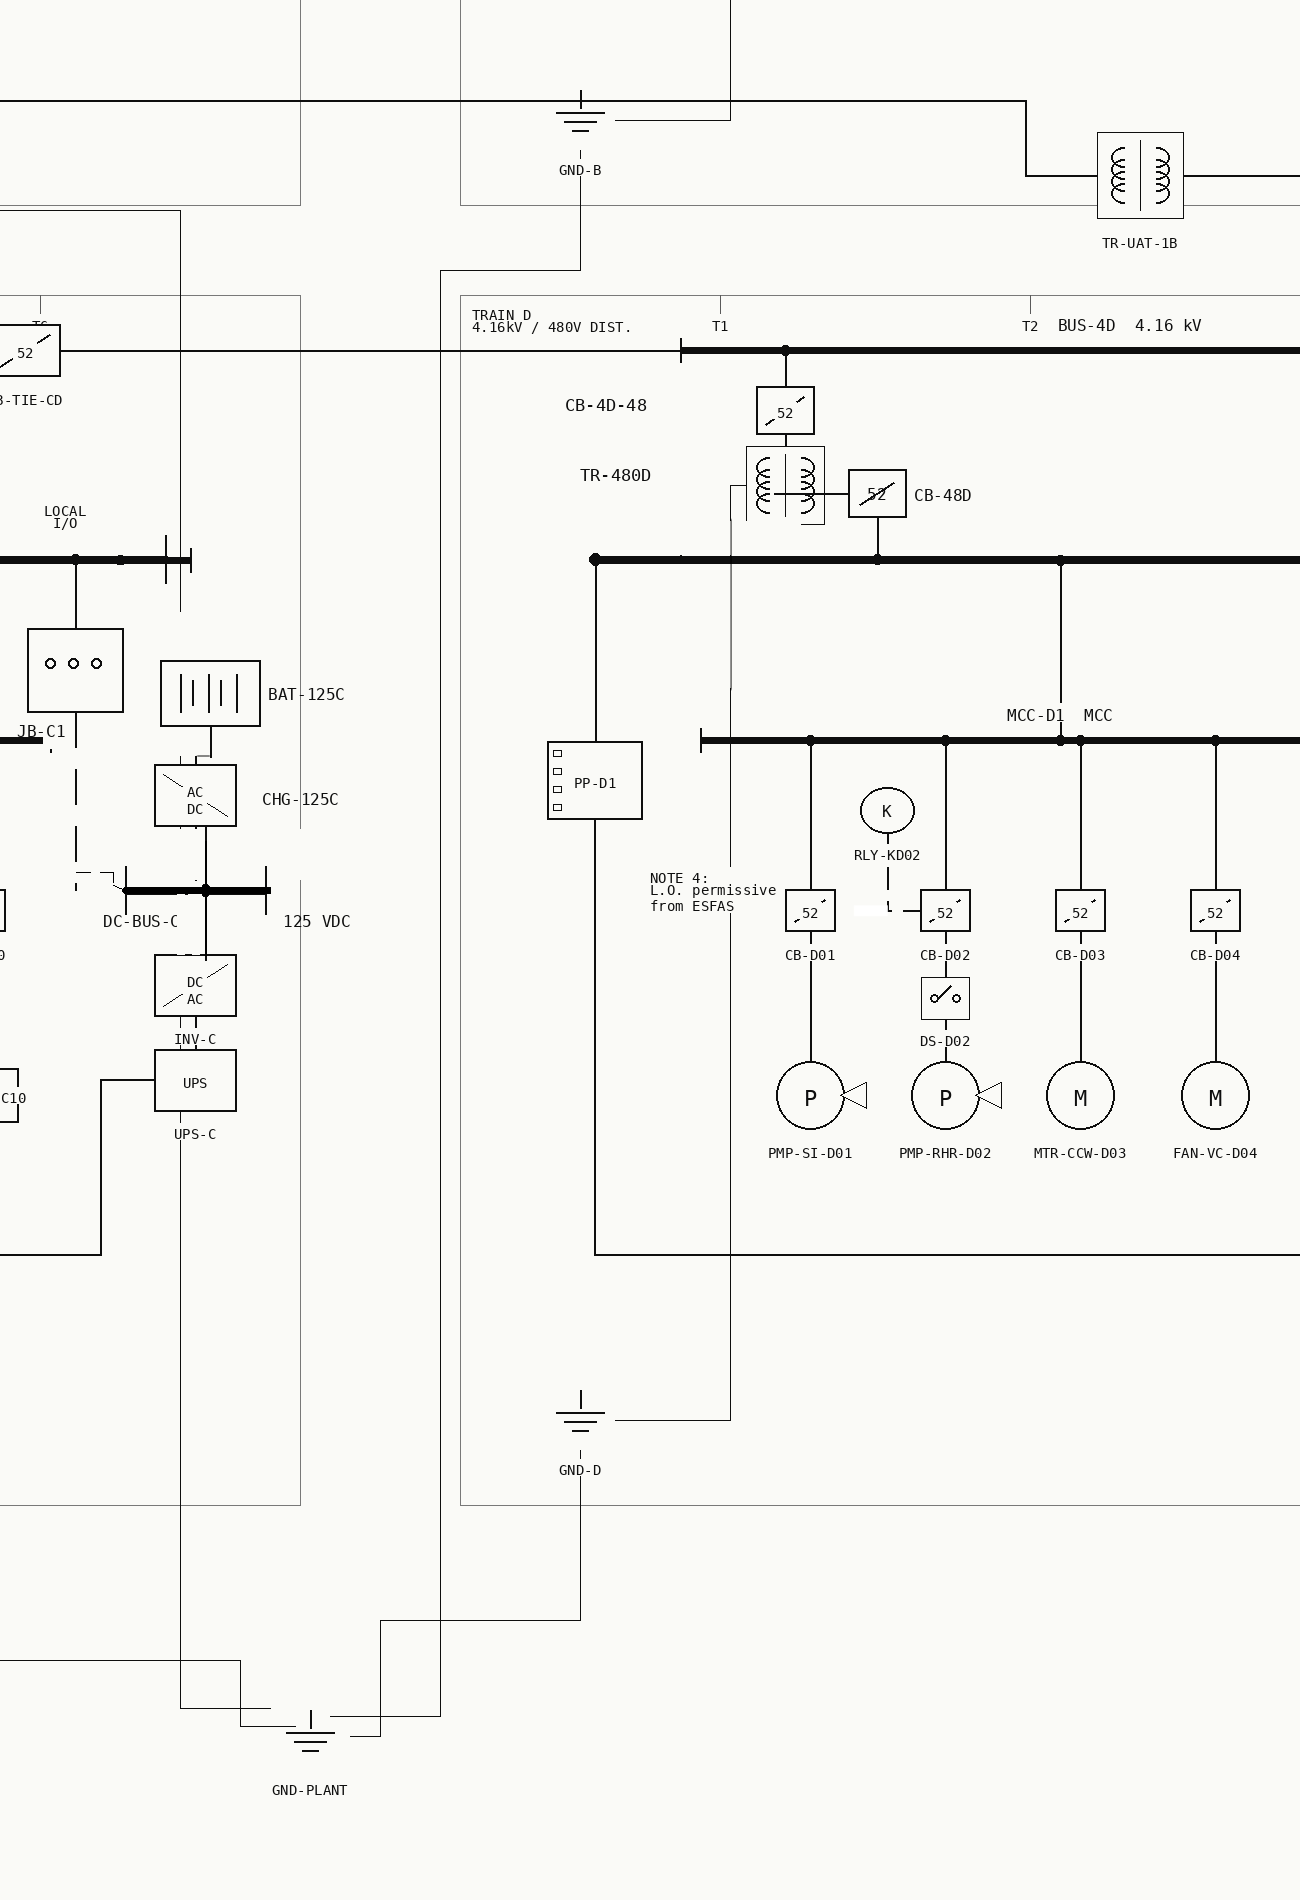 GND-B
TR-UAT-1B
TRAIN D
4.16kV / 480V DIST.
T1
T2
BUS-4D  4.16 kV
52
CB-4D-48
52
TR-480D
52
CB-48D
LOCAL
I/O
BAT-125C
MCC-D1  MCC
JB-C1
PP-D1
AC
DC
CHG-125C
K
RLY-KD02
NOTE 4:
L.O. permissive
from ESFAS
52
52
52
52
DC-BUS-C
125 VDC
CB-D01
CB-D02
CB-D03
CB-D04
DC
AC
INV-C
DS-D02
UPS
C10
P
P
M
M
UPS-C
PMP-SI-D01
PMP-RHR-D02
MTR-CCW-D03
FAN-VC-D04
GND-D
GND-PLANT